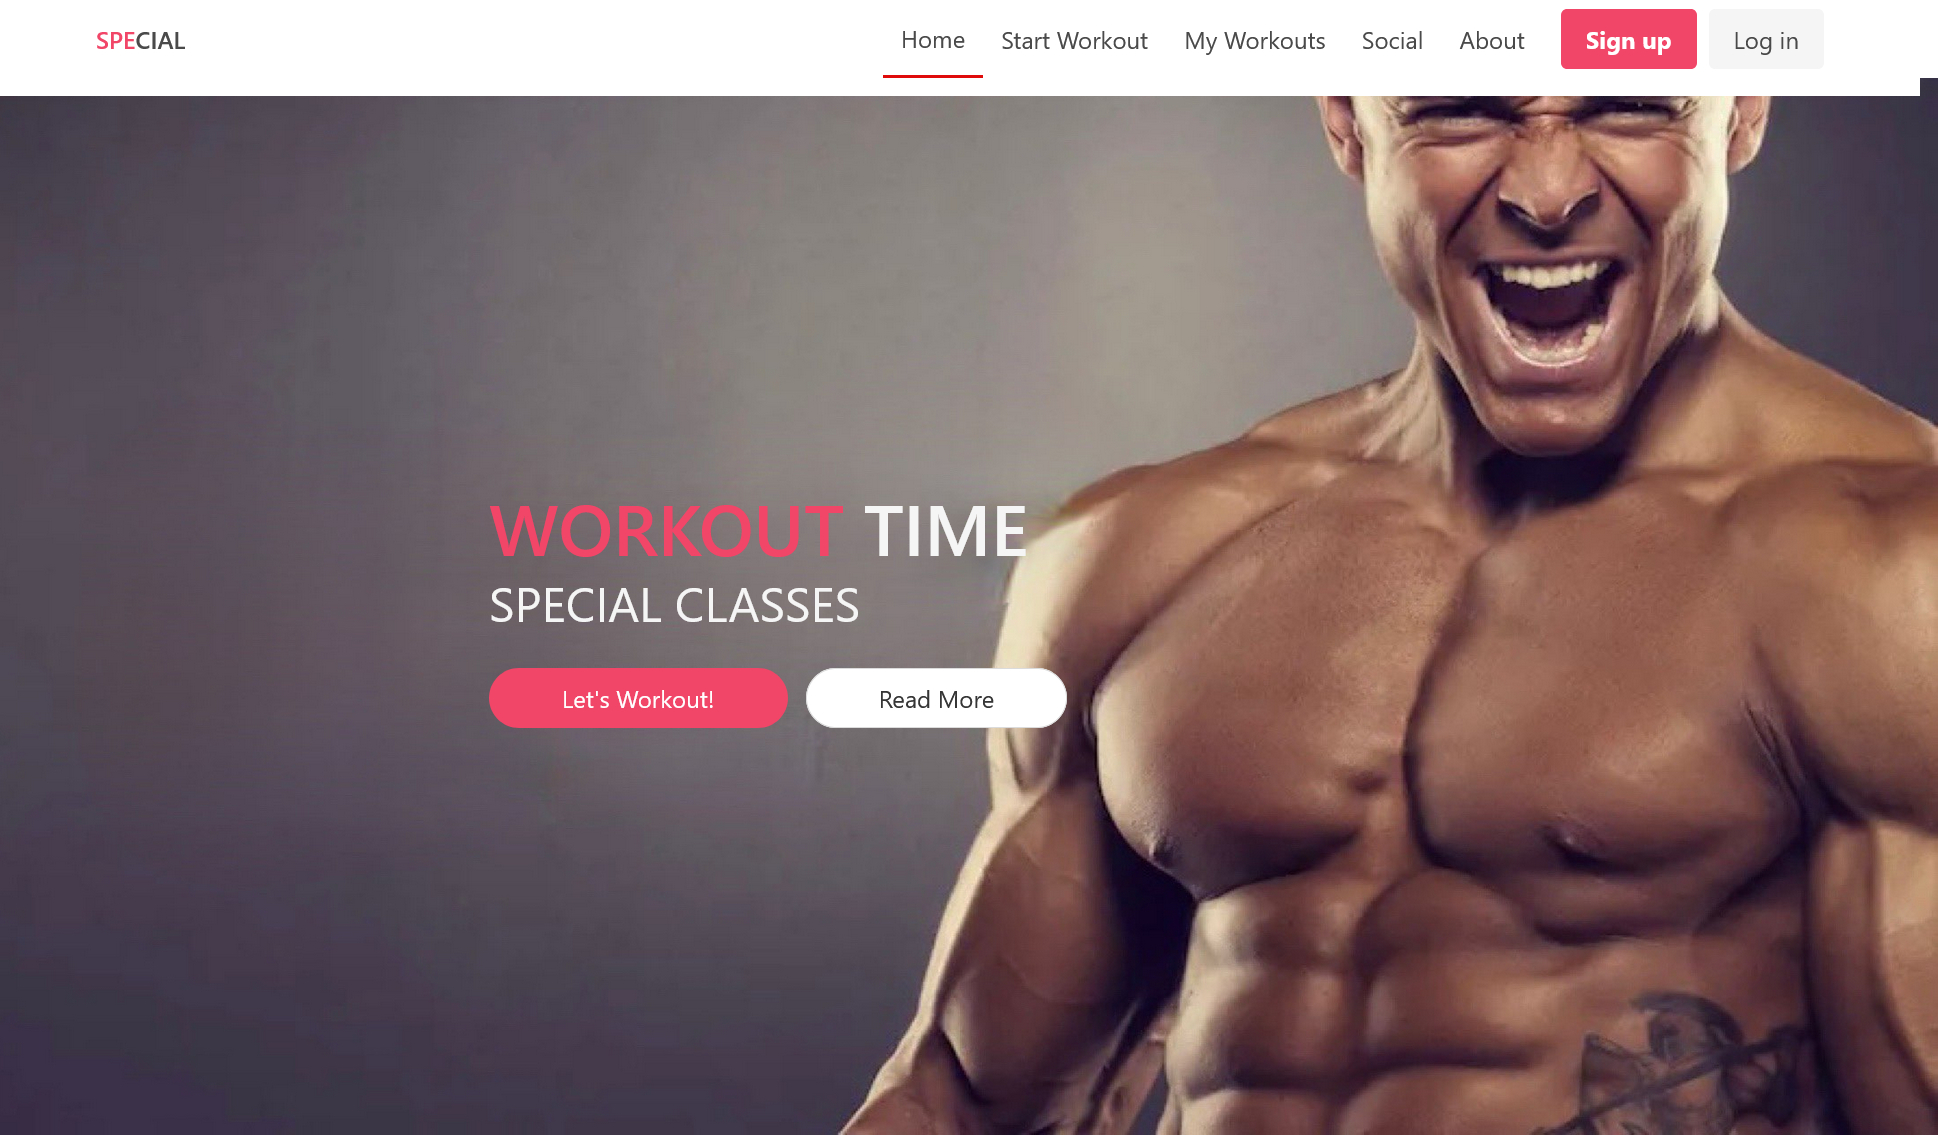 SPECIAL Home Start Workout My Workouts Social About Sign up Log in
WORKOUT TIME
SPECIAL CLASSES
Let's Workout! Read More